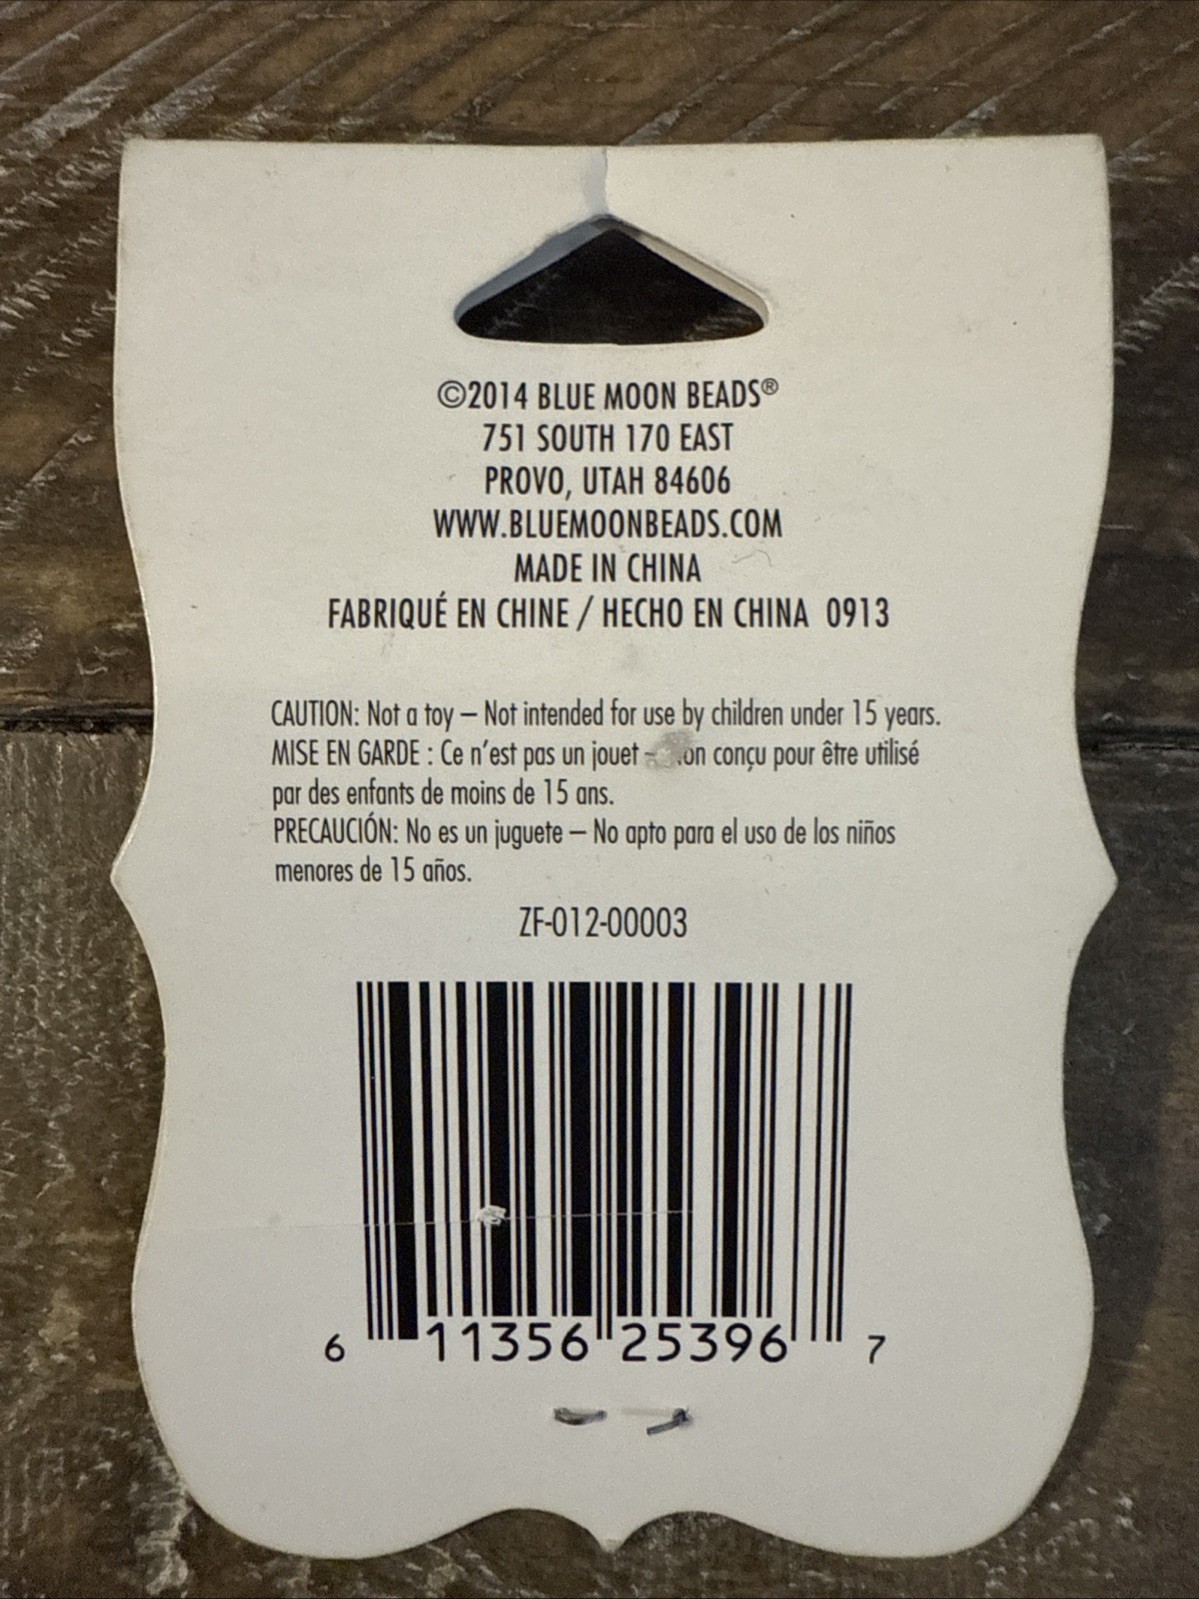 ©2014 BLUE MOON BEADS®
751 SOUTH 170 EAST
PROVO, UTAH 84606
WWW.BLUEMOONBEADS.COM
MADE IN CHINA
FABRIQUÉ EN CHINE / HECHO EN CHINA 0913
CAUTION: Not a toy – Not intended for use by children under 15 years.
MISE EN GARDE : Ce n'est pas un jouet – conçu pour être utilisé
par des enfants de moins de 15 ans.
PRECAUCIÓN: No es un juguete – No apto para el uso de los niños
menores de 15 años.
ZF-012-00003
6 11356 25396 7